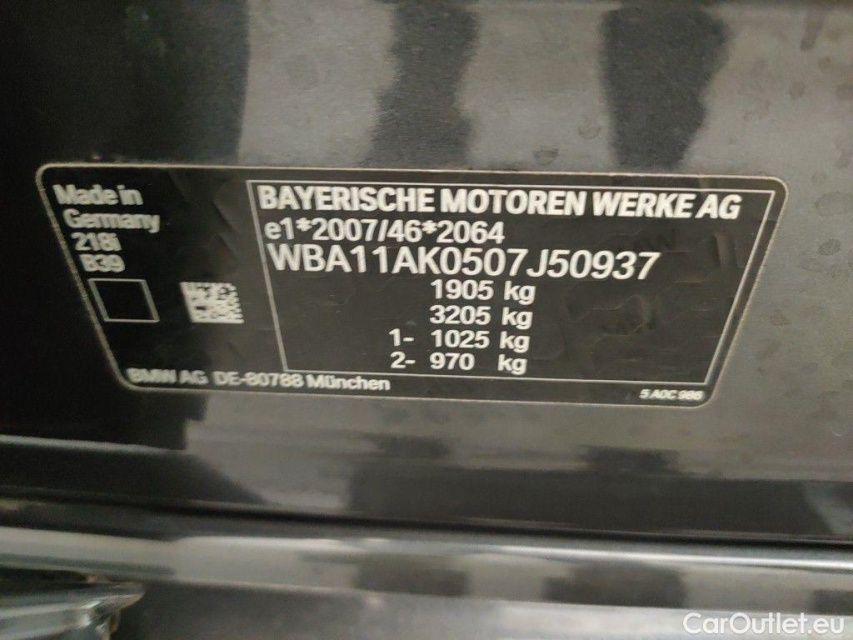 Made in
Germany
218i
B39
BAYERISCHE MOTOREN WERKE AG
e1*2007/46*2064
WBA11AK0507J50937
1905 kg
3205 kg
1- 1025 kg
2- 970 kg
BMW AG DE-80788 München
5 A0C 986
CarOutlet.eu